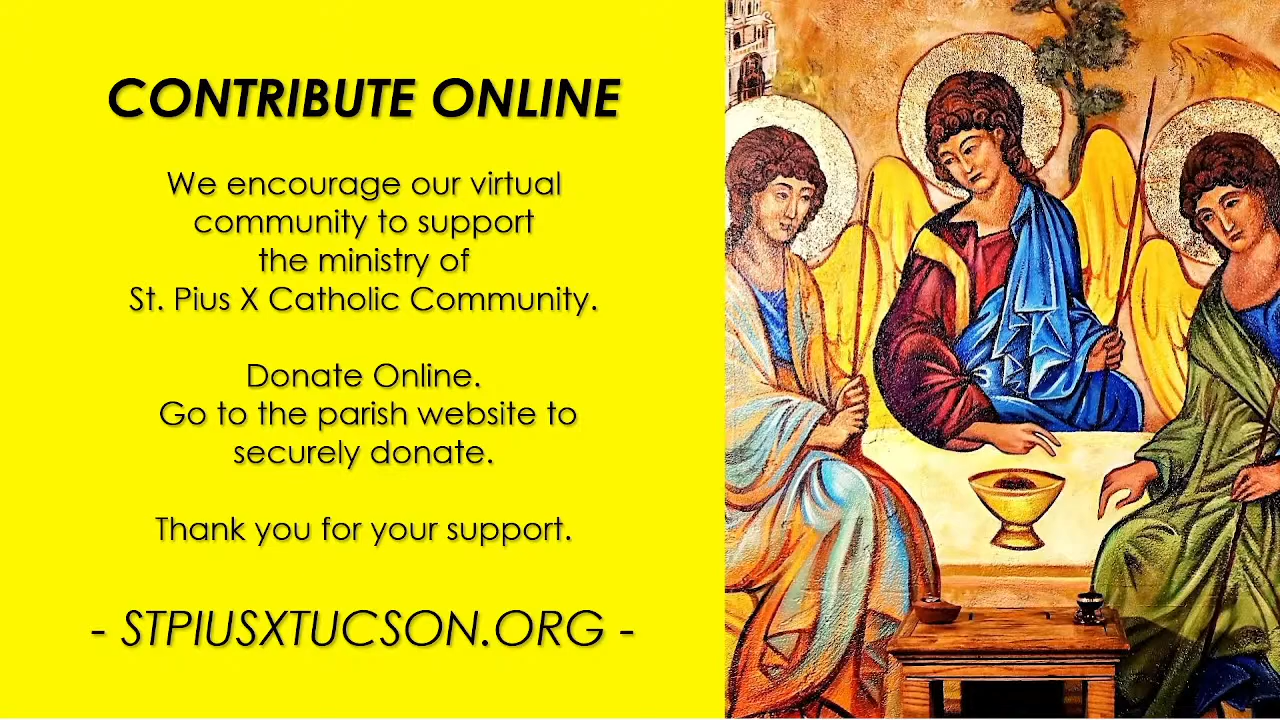 CONTRIBUTE ONLINE
We encourage our virtual
community to support
the ministry of
St. Pius X Catholic Community.
Donate Online.
Go to the parish website to
securely donate.
Thank you for your support.
- STPIUSXTUCSON.ORG -